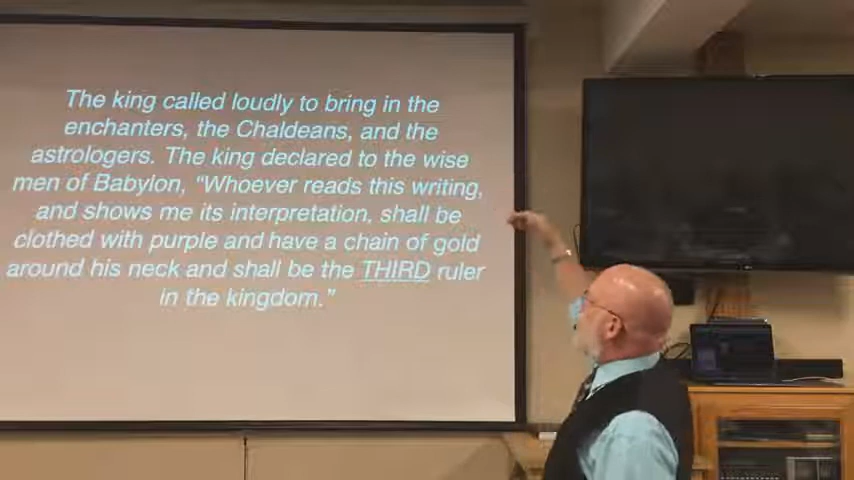 The king called loudly to bring in the
enchanters, the Chaldeans, and the
astrologers. The king declared to the wise
men of Babylon, “Whoever reads this writing,
and shows me its interpretation, shall be
clothed with purple and have a chain of gold
around his neck and shall be the THIRD ruler
in the kingdom.”